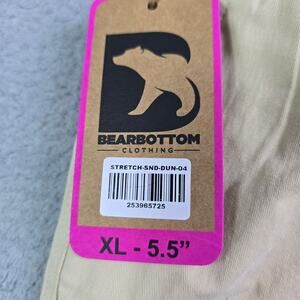 BEARBOTTOM
CLOTHING
STRETCH-SND-DUN-04
253965725
XL - 5.5"